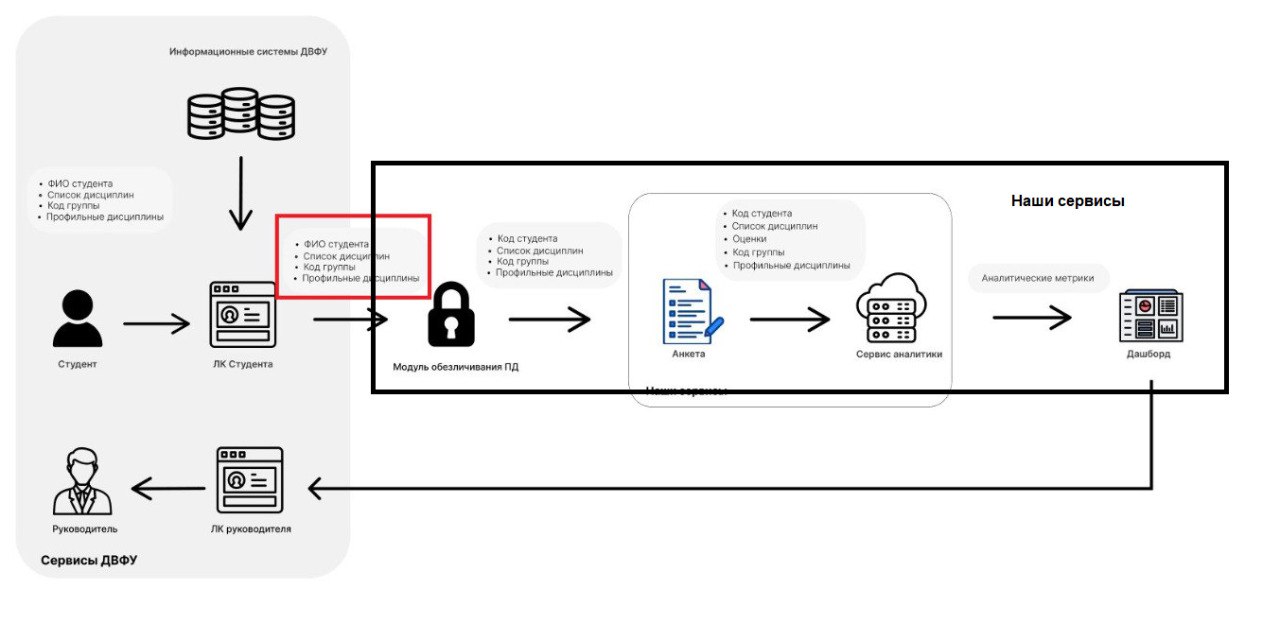 Информационные системы ДВФУ
• ФИО студента
• Список дисциплин
• Код группы
• Профильные дисциплины
Студент
ЛК Студента
• ФИО студента
• Список дисциплин
• Код группы
• Профильные дисциплины
Модуль обезличивания ПД
• Код студента
• Список дисциплин
• Код группы
• Профильные дисциплины
• Код студента
• Список дисциплин
• Оценки
• Код группы
• Профильные дисциплины
Наши сервисы
Анкета
Сервис аналитики
Наши сервисы
Аналитические метрики
Дашборд
Руководитель
ЛК руководителя
Сервисы ДВФУ